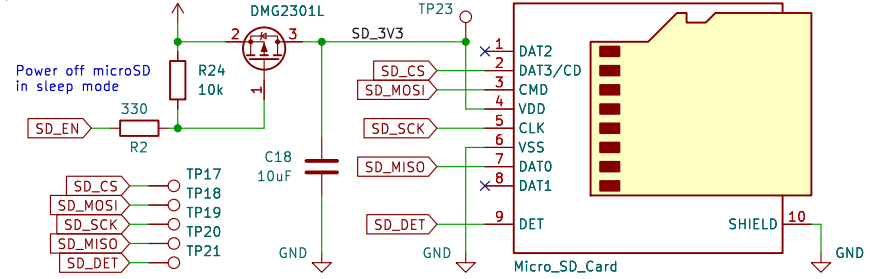 DMG2301L
TP23
2
3
SD_3V3
1
DAT2
Power off microSD
in sleep mode
R24
10k
1
SD_CS
2
DAT3/CD
SD_MOSI
3
CMD
4
VDD
330
SD_EN
R2
SD_SCK
5
CLK
6
VSS
C18
10uF
SD_MISO
7
DAT0
8
DAT1
TP17
SD_CS
TP18
SD_MOSI
TP19
SD_SCK
TP20
SD_MISO
TP21
SD_DET
SD_DET
9
DET
SHIELD
10
GND
GND
GND
Micro_SD_Card